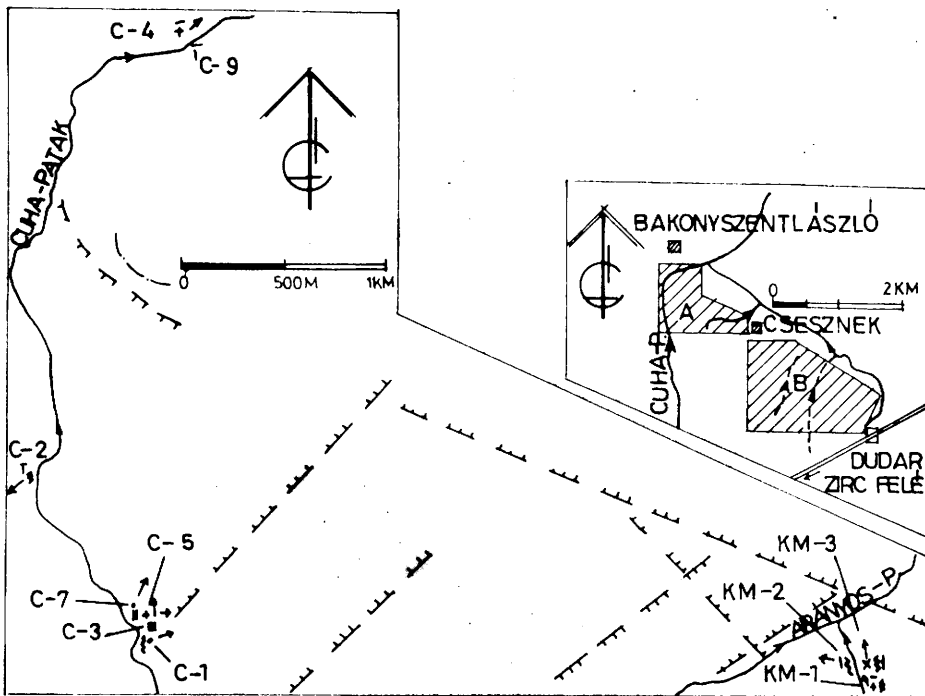 C-4
C-9
CUHA-PATAK
0 500M 1KM
C-2
C-5
C-7
C-3
C-1
BAKONYSZENTLÁSZLÓ
0 2KM
A
CSESZNEK
CUHA-P.
B
DUDAR
ZIRC FELÉ
KM-3
KM-2
ARANYOS-P
KM-1